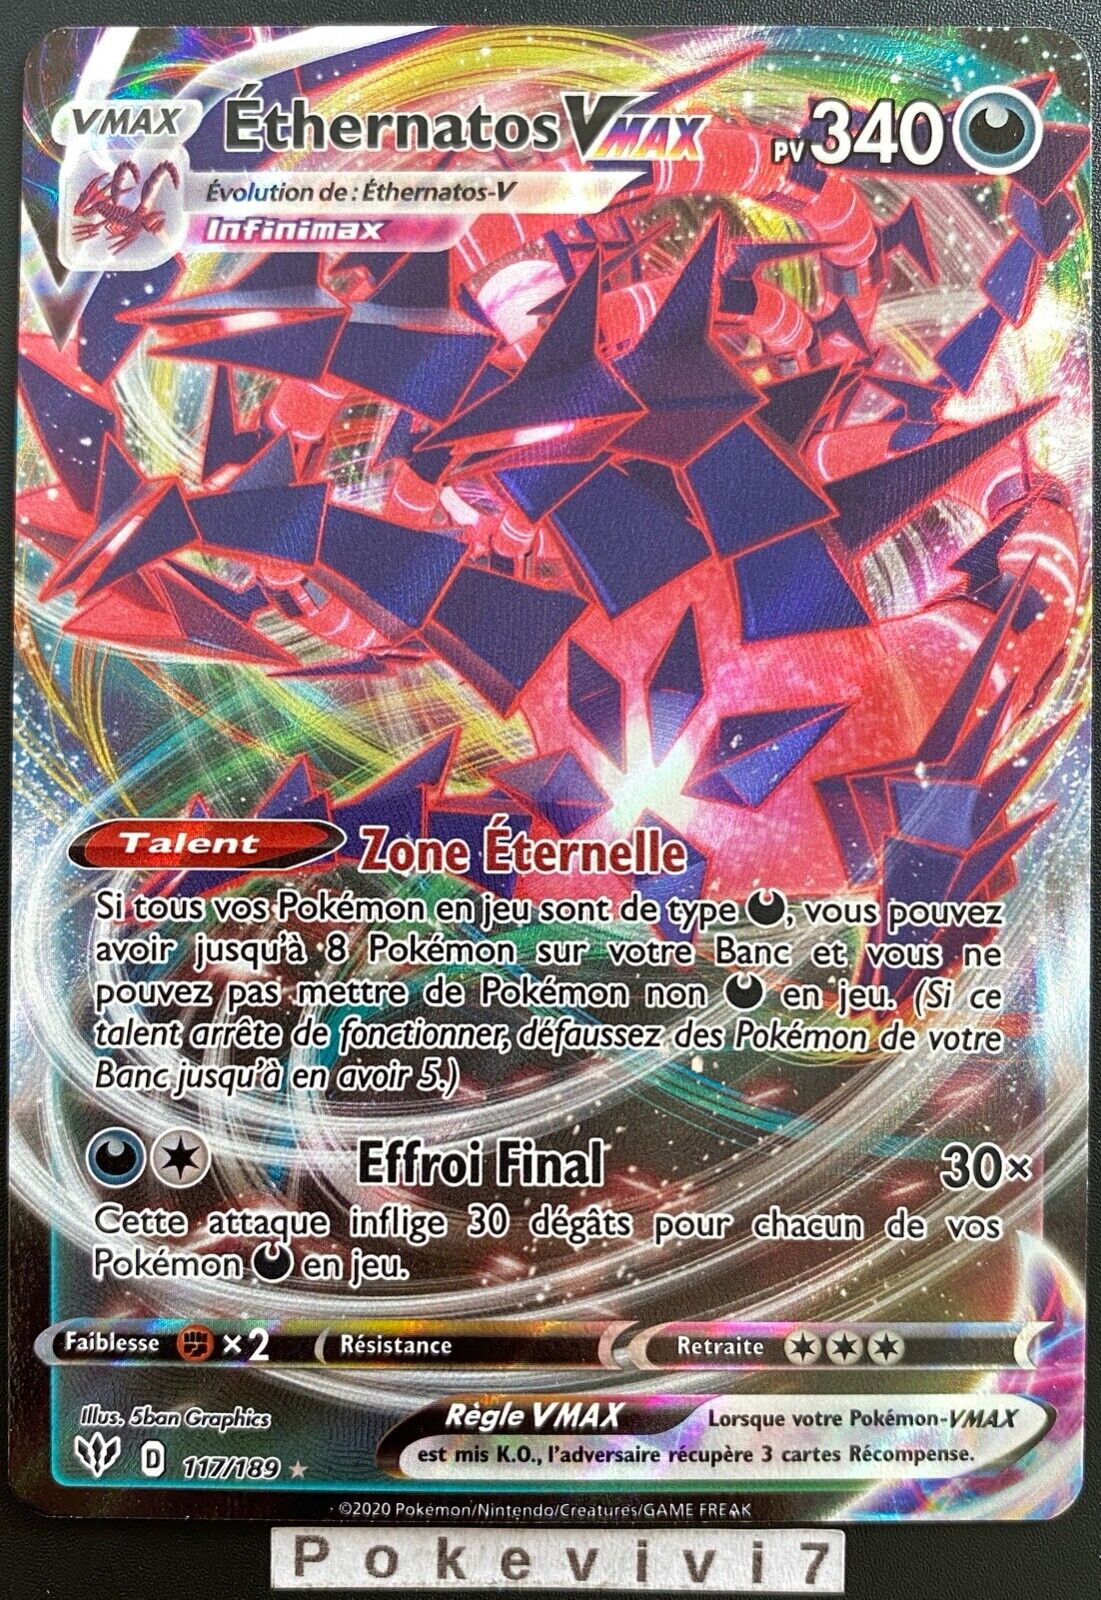 VMAX
Éthernatos VMAX PV 340
Évolution de : Éthernatos-V
Infinimax
Talent Zone Éternelle
Si tous vos Pokémon en jeu sont de type , vous pouvez
avoir jusqu'à 8 Pokémon sur votre Banc et vous ne
pouvez pas mettre de Pokémon non en jeu. (Si ce
talent arrête de fonctionner, défaussez des Pokémon de votre
Banc jusqu'à en avoir 5.)
Effroi Final 30×
Cette attaque inflige 30 dégâts pour chacun de vos
Pokémon en jeu.
Faiblesse ×2 Résistance Retraite
Illus. 5ban Graphics
Règle VMAX Lorsque votre Pokémon-VMAX
est mis K.O., l'adversaire récupère 3 cartes Récompense.
D 117/189 ★
©2020 Pokémon/Nintendo/Creatures/GAME FREAK
Pokevivi7